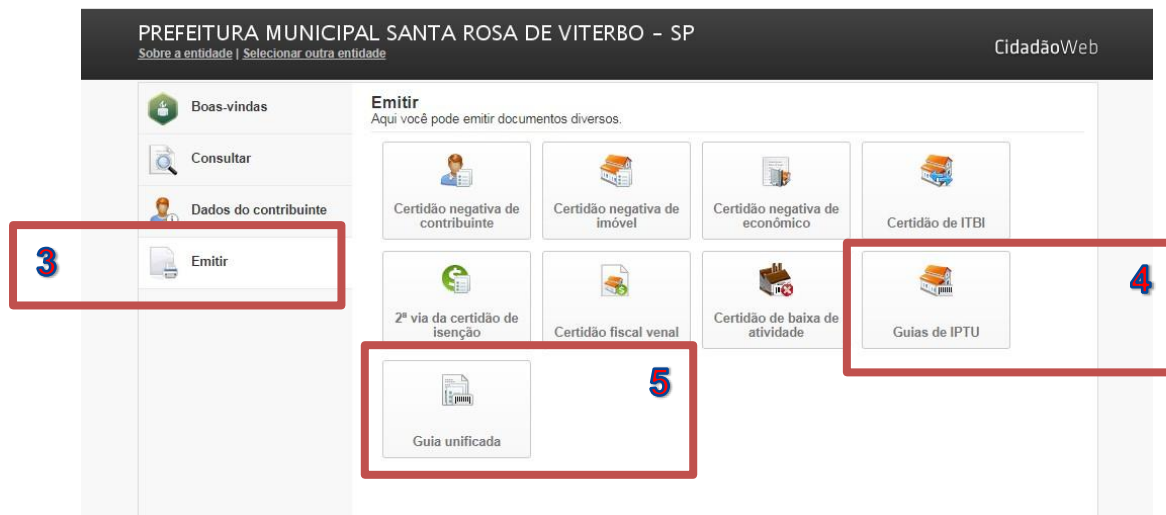 PREFEITURA MUNICIPAL SANTA ROSA DE VITERBO - SP
Sobre a entidade | Selecionar outra entidade
CidadãoWeb
Boas-vindas
Consultar
Dados do contribuinte
3
Emitir
Emitir
Aqui você pode emitir documentos diversos.
Certidão negativa de
contribuinte
Certidão negativa de
imóvel
Certidão negativa de
econômico
Certidão de ITBI
2ª via da certidão de
isenção
Certidão fiscal venal
Certidão de baixa de
atividade
Guias de IPTU
4
Guia unificada
5